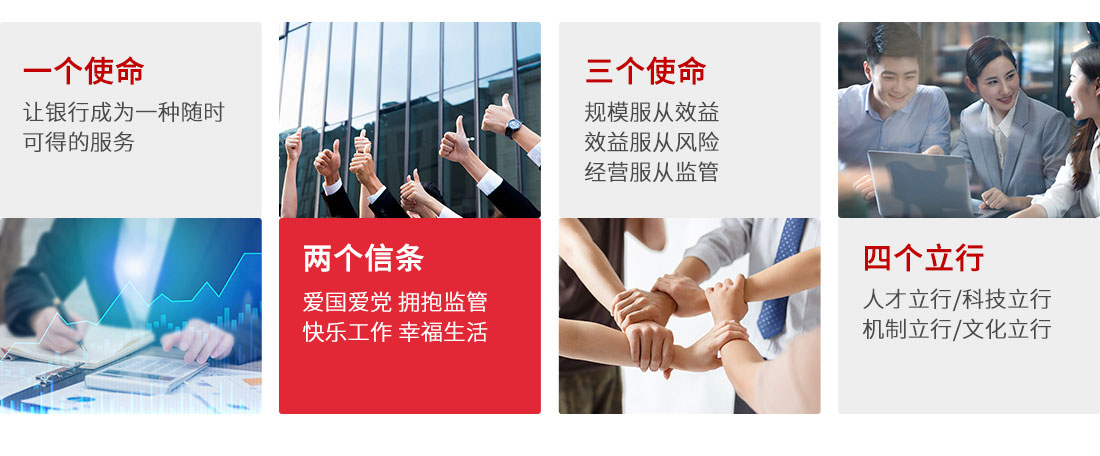 一个使命
让银行成为一种随时
可得的服务
两个信条
爱国爱党 拥抱监管
快乐工作 幸福生活
三个使命
规模服从效益
效益服从风险
经营服从监管
四个立行
人才立行/科技立行
机制立行/文化立行